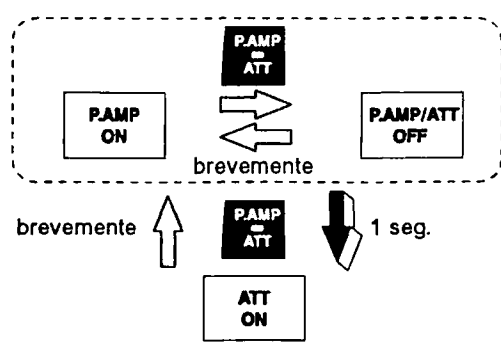 P.AMP
ATT
P.AMP
ON
P.AMP/ATT
OFF
brevemente
brevemente
P.AMP
ATT
1 seg.
ATT
ON